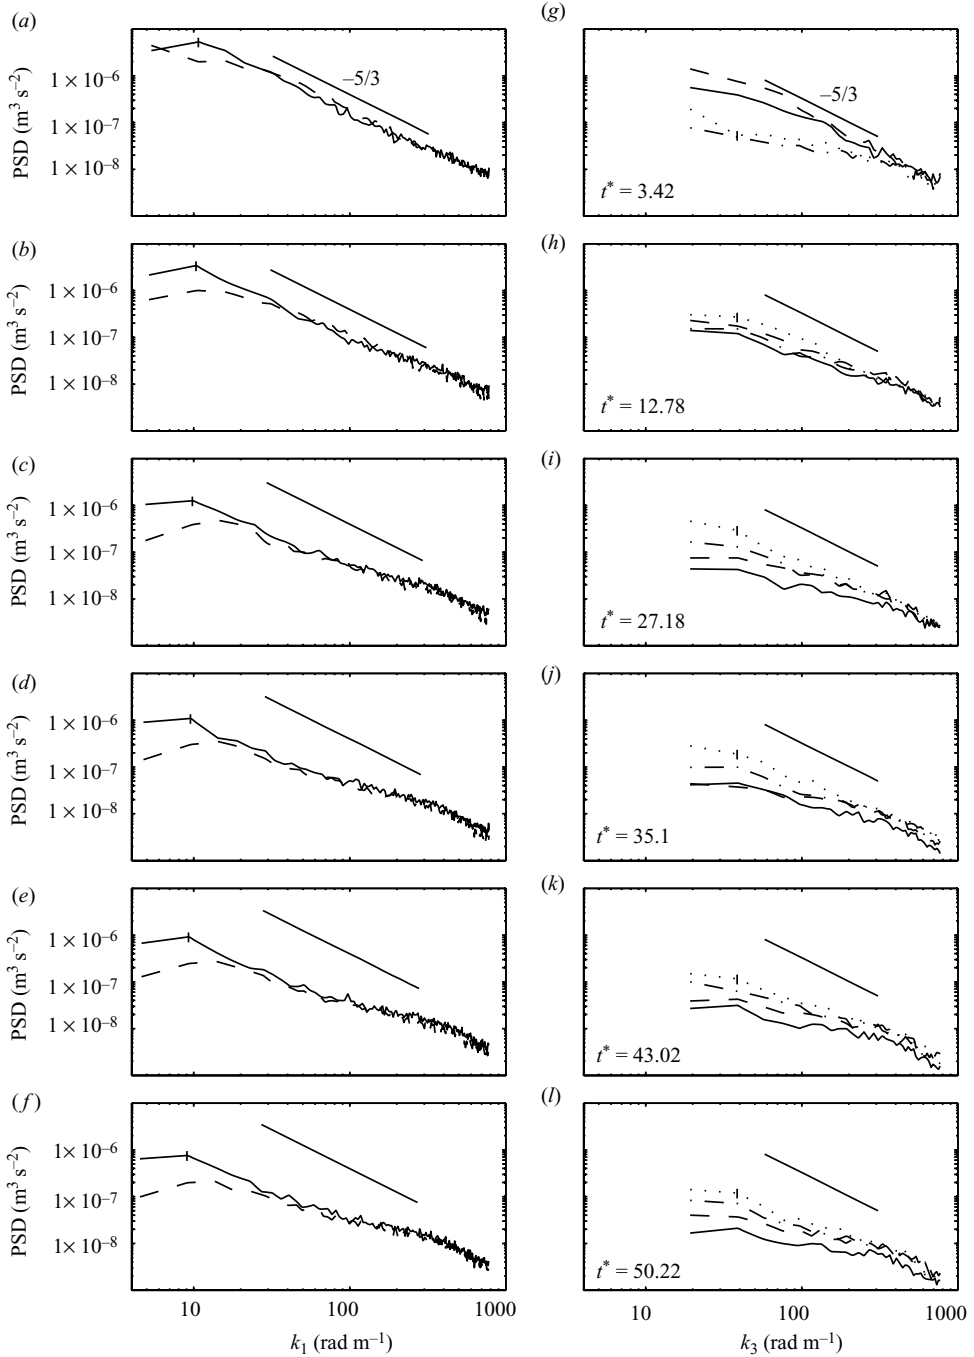 (a)
(g)
PSD (m³ s⁻²)
1 × 10⁻⁶
1 × 10⁻⁷
1 × 10⁻⁸
–5/3
–5/3
t* = 3.42
(b)
(h)
PSD (m³ s⁻²)
1 × 10⁻⁶
1 × 10⁻⁷
1 × 10⁻⁸
t* = 12.78
(c)
(i)
PSD (m³ s⁻²)
1 × 10⁻⁶
1 × 10⁻⁷
1 × 10⁻⁸
t* = 27.18
(d)
(j)
PSD (m³ s⁻²)
1 × 10⁻⁶
1 × 10⁻⁷
1 × 10⁻⁸
t* = 35.1
(e)
(k)
PSD (m³ s⁻²)
1 × 10⁻⁶
1 × 10⁻⁷
1 × 10⁻⁸
t* = 43.02
(f)
(l)
PSD (m³ s⁻²)
1× 10⁻⁶
1× 10⁻⁷
1× 10⁻⁸
t* = 50.22
10 100 1000
10 100 1000
k₁ (rad m⁻¹)
k₃ (rad m⁻¹)